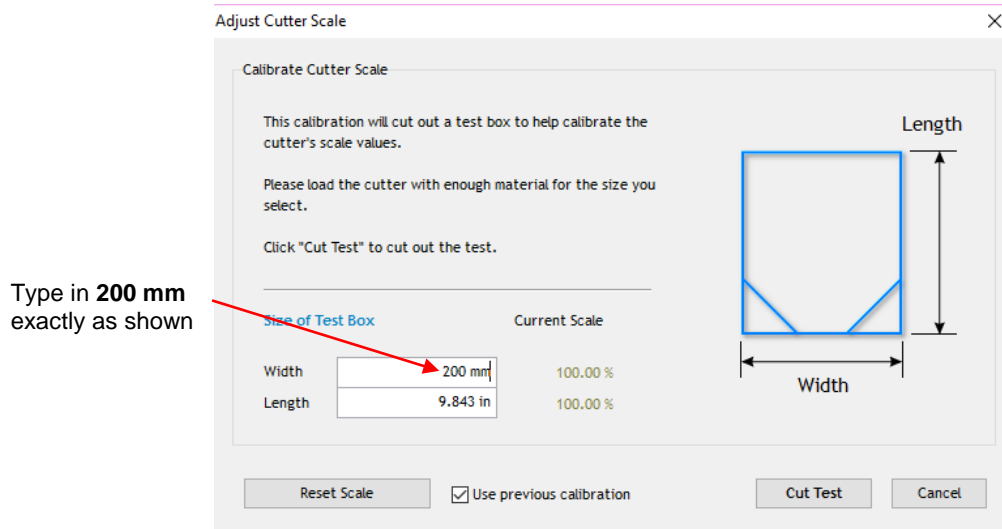 Adjust Cutter Scale
Calibrate Cutter Scale
This calibration will cut out a test box to help calibrate the
cutter's scale values.
Please load the cutter with enough material for the size you
select.
Click "Cut Test" to cut out the test.
Type in 200 mm
exactly as shown
Size of Test Box Current Scale
Width 200 mm 100.00 %
Length 9.843 in 100.00 %
Length
Width
Reset Scale Use previous calibration Cut Test Cancel